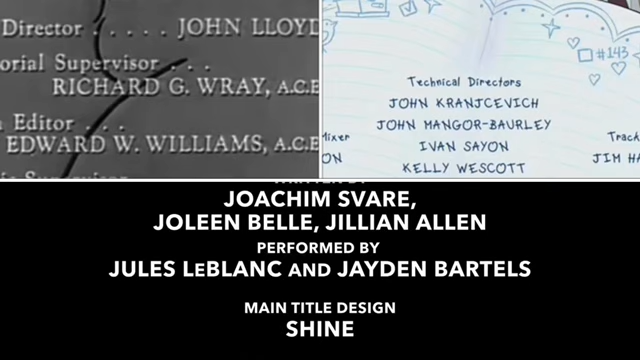 Director . . . . . JOHN LLOYD
orial Supervisor . . .
RICHARD G. WRAY, A.C.E
Editor . . .
EDWARD W. WILLIAMS, A.C.E
#143
Technical Directors
JOHN KRANJCEVICH
JOHN MANGOR-BAURLEY
IVAN SAYON
KELLY WESCOTT
Mixer
ON
Track
JIM HA
JOACHIM SVARE,
JOLEEN BELLE, JILLIAN ALLEN
PERFORMED BY
JULES LEBLANC AND JAYDEN BARTELS
MAIN TITLE DESIGN
SHINE